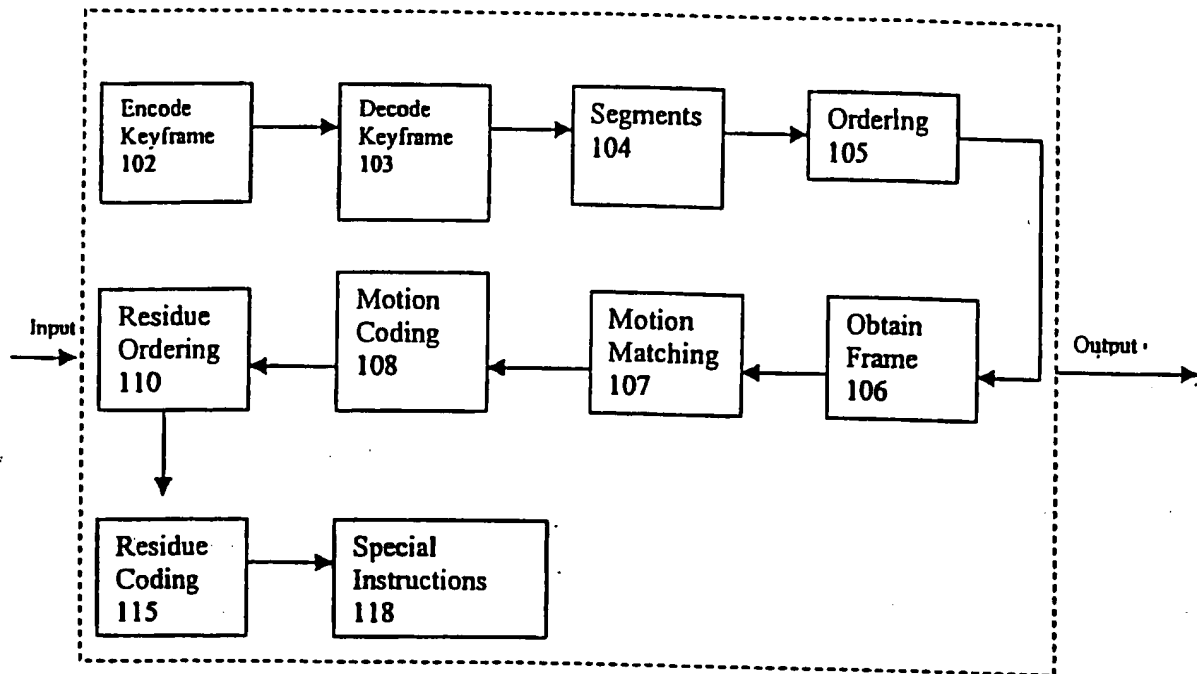 Encode
Keyframe
102
Decode
Keyframe
103
Segments
104
Ordering
105
Input
Residue
Ordering
110
Motion
Coding
108
Motion
Matching
107
Obtain
Frame
106
Output
Residue
Coding
115
Special
Instructions
118